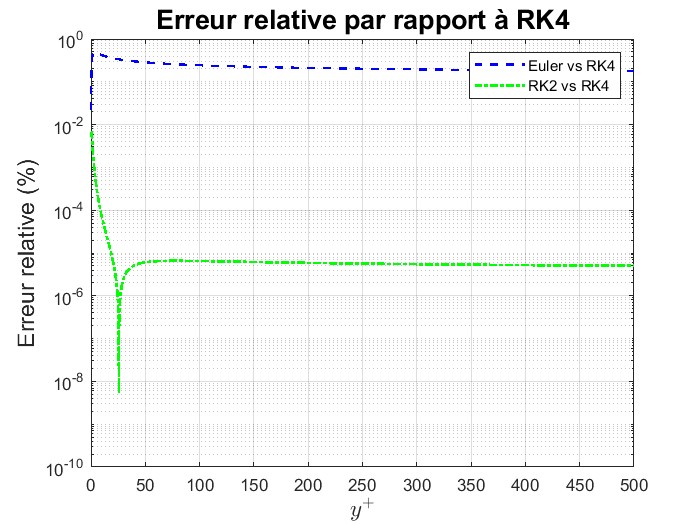 Erreur relative par rapport à RK4
Euler vs RK4
RK2 vs RK4
Erreur relative (%)
10^0
10^-2
10^-4
10^-6
10^-8
10^-10
0 50 100 150 200 250 300 350 400 450 500
y^+